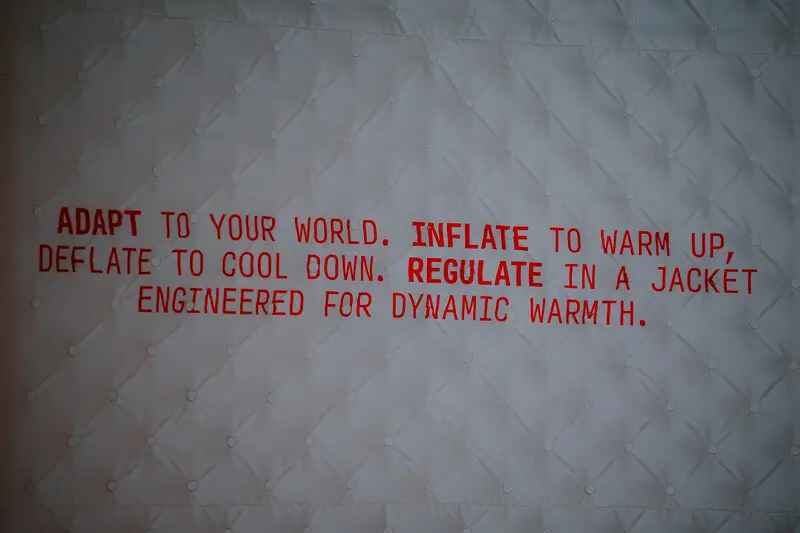 ADAPT TO YOUR WORLD. INFLATE TO WARM UP,
DEFLATE TO COOL DOWN. REGULATE IN A JACKET
ENGINEERED FOR DYNAMIC WARMTH.